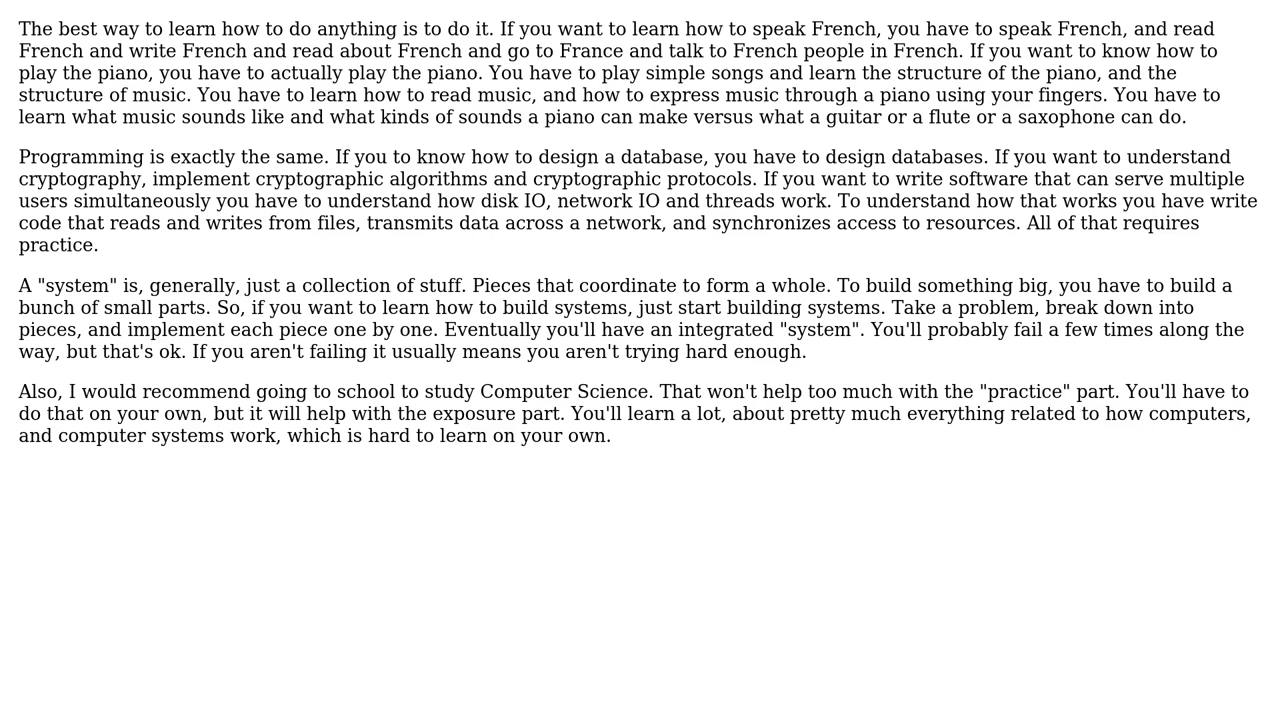 The best way to learn how to do anything is to do it. If you want to learn how to speak French, you have to speak French, and read
French and write French and read about French and go to France and talk to French people in French. If you want to know how to
play the piano, you have to actually play the piano. You have to play simple songs and learn the structure of the piano, and the
structure of music. You have to learn how to read music, and how to express music through a piano using your fingers. You have to
learn what music sounds like and what kinds of sounds a piano can make versus what a guitar or a flute or a saxophone can do.
Programming is exactly the same. If you to know how to design a database, you have to design databases. If you want to understand
cryptography, implement cryptographic algorithms and cryptographic protocols. If you want to write software that can serve multiple
users simultaneously you have to understand how disk IO, network IO and threads work. To understand how that works you have write
code that reads and writes from files, transmits data across a network, and synchronizes access to resources. All of that requires
practice.
A "system" is, generally, just a collection of stuff. Pieces that coordinate to form a whole. To build something big, you have to build a
bunch of small parts. So, if you want to learn how to build systems, just start building systems. Take a problem, break down into
pieces, and implement each piece one by one. Eventually you'll have an integrated "system". You'll probably fail a few times along the
way, but that's ok. If you aren't failing it usually means you aren't trying hard enough.
Also, I would recommend going to school to study Computer Science. That won't help too much with the "practice" part. You'll have to
do that on your own, but it will help with the exposure part. You'll learn a lot, about pretty much everything related to how computers,
and computer systems work, which is hard to learn on your own.